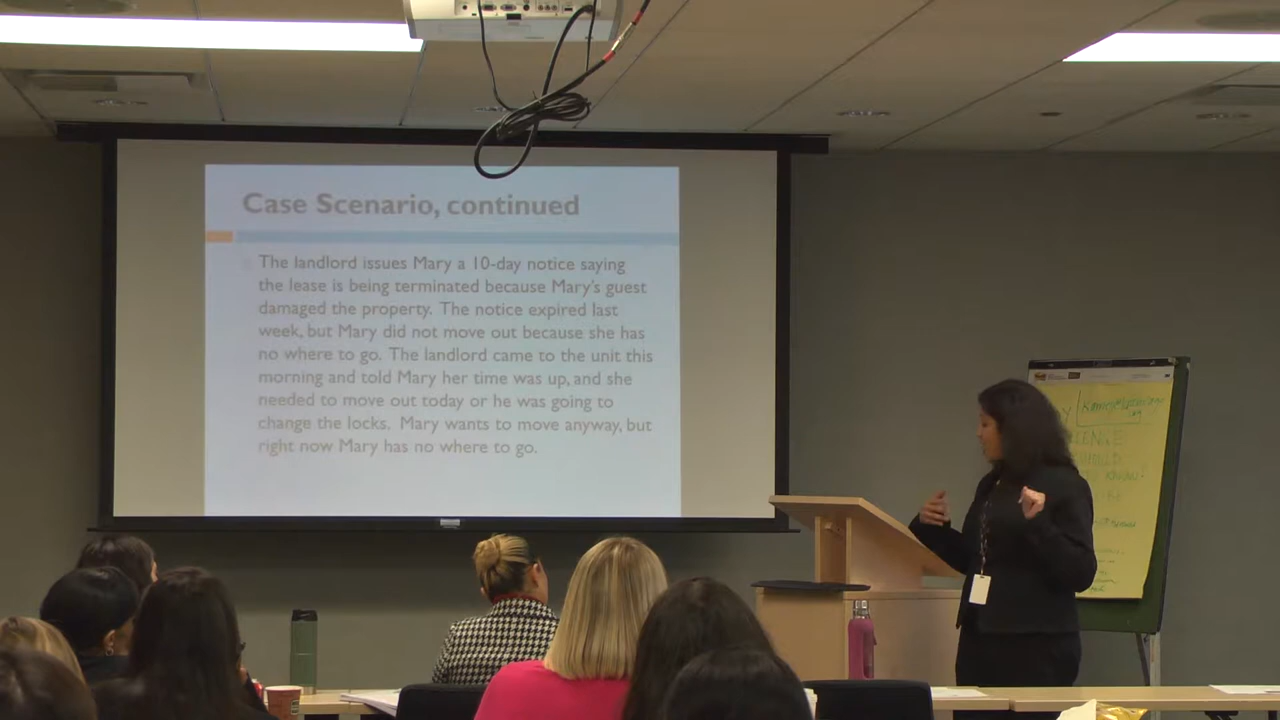 Case Scenario, continued
The landlord issues Mary a 10-day notice saying
the lease is being terminated because Mary's guest
damaged the property. The notice expired last
week, but Mary did not move out because she has
no where to go. The landlord came to the unit this
morning and told Mary her time was up, and she
needed to move out today or he was going to
change the locks. Mary wants to move anyway, but
right now Mary has no where to go.